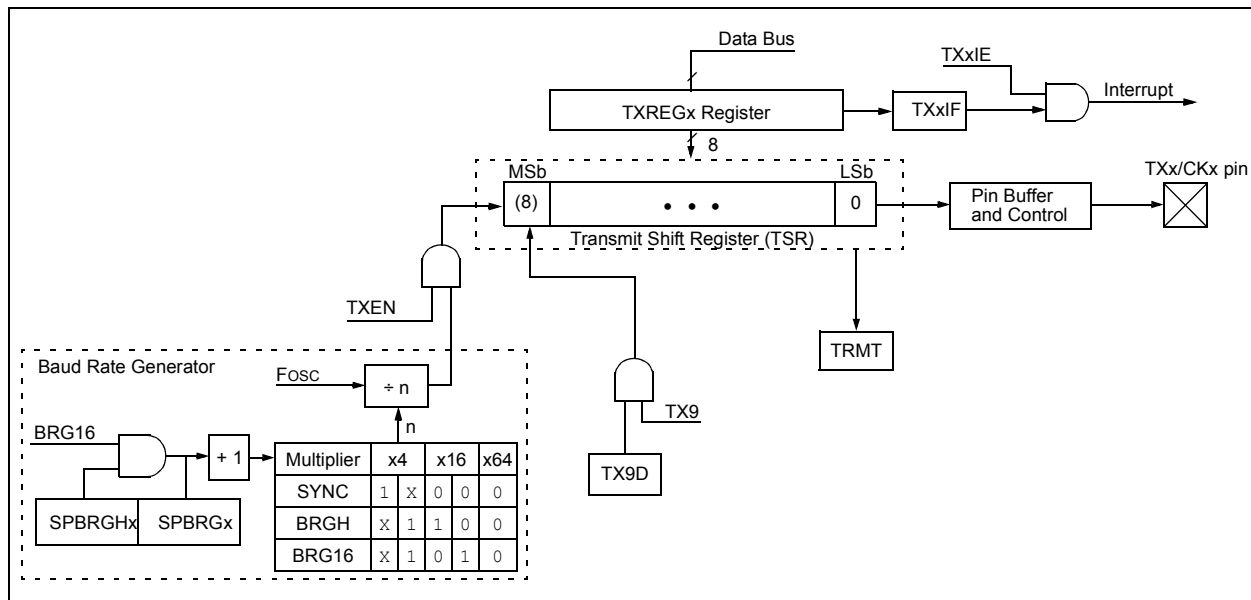 Data Bus
TXxIE
Interrupt
TXREGx Register
TXxIF
8
MSb
LSb
TXx/CKx pin
(8)
• • •
0
Pin Buffer
and Control
Transmit Shift Register (TSR)
TXEN
TRMT
Baud Rate Generator
FOSC
÷ n
TX9
n
BRG16
+ 1
TX9D
Multiplier x4 x16 x64
SYNC 1 X 0 0 0
BRGH X 1 1 0 0
BRG16 X 1 0 1 0
SPBRGHx SPBRGx